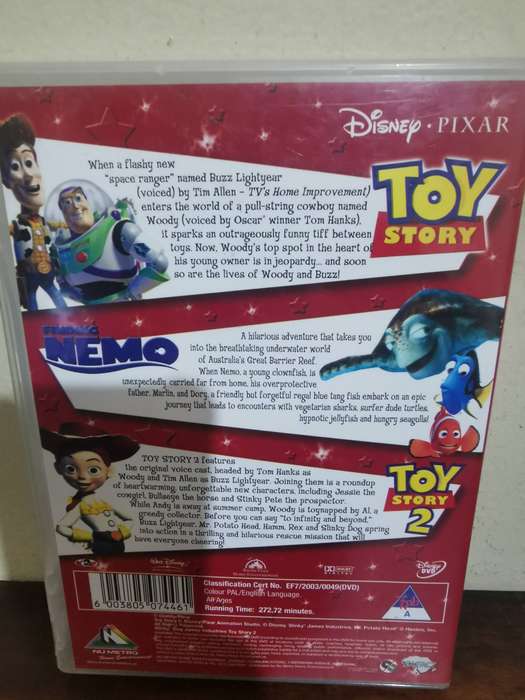 Disney · PIXAR
When a flashy new
"space ranger" named Buzz Lightyear
(voiced) by Tim Allen – TV's Home Improvement)
enters the world of a pull-string cowboy named
Woody (voiced by Oscar® winner Tom Hanks),
it sparks an outrageously funny tiff between
toys. Now, Woody's top spot in the heart of
his young owner is in jeopardy... and soon
so are the lives of Woody and Buzz!
TOY
STORY
FINDING
NEMO
A hilarious adventure that takes you
into the breathtaking underwater world
of Australia's Great Barrier Reef.
When Nemo, a young clownfish, is
unexpectedly carried far from home, his overprotective
father, Marlin, and Dory, a friendly but forgetful regal blue tang fish embark on an epic
journey that leads to encounters with vegetarian sharks, surfer dude turtles,
hypnotic jellyfish and hungry seagulls!
TOY STORY 2 features
the original voice cast, headed by Tom Hanks as
Woody and Tim Allen as Buzz Lightyear. Joining them is a roundup
of heartwarming, unforgettable new characters, including Jessie the
cowgirl, Bullseye the horse and Stinky Pete the prospector.
While Andy is away at summer camp, Woody is toynapped by Al, a
greedy collector. Before you can say "to infinity and beyond,"
Buzz Lightyear, Mr. Potato Head, Hamm, Rex and Slinky Dog spring
into action in a thrilling and hilarious rescue mission that will
have everyone cheering!
TOY
STORY
2
6 003805 074461
Walt Disney
DOLBY
Disney
DVD
Classification Cert No. EF7/2003/0049(DVD)
Colour PAL/English Language.
All Ages
Running Time: 272.72 minutes.
A
NU METRO
Home Entertainment
Toy Story 2